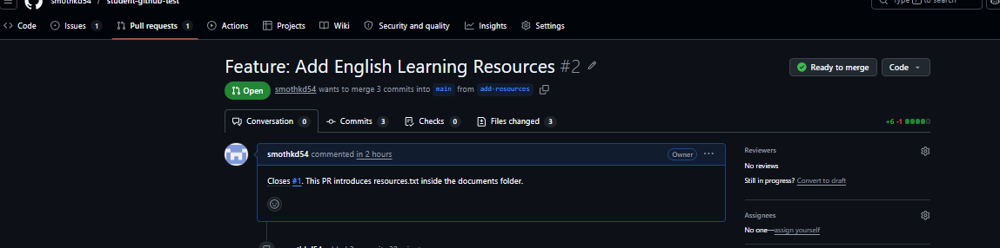 smothkd54 / student-github-test
Type / to search
Code Issues 1 Pull requests 1 Actions Projects Wiki Security and quality Insights Settings
Feature: Add English Learning Resources #2
Ready to merge Code
Open smothkd54 wants to merge 3 commits into main from add-resources
Conversation 0 Commits 3 Checks 0 Files changed 3
+6 -1
smothkd54 commented in 2 hours
Owner
Closes #1. This PR introduces resources.txt inside the documents folder.
Reviewers
No reviews
Still in progress? Convert to draft
Assignees
No one—assign yourself